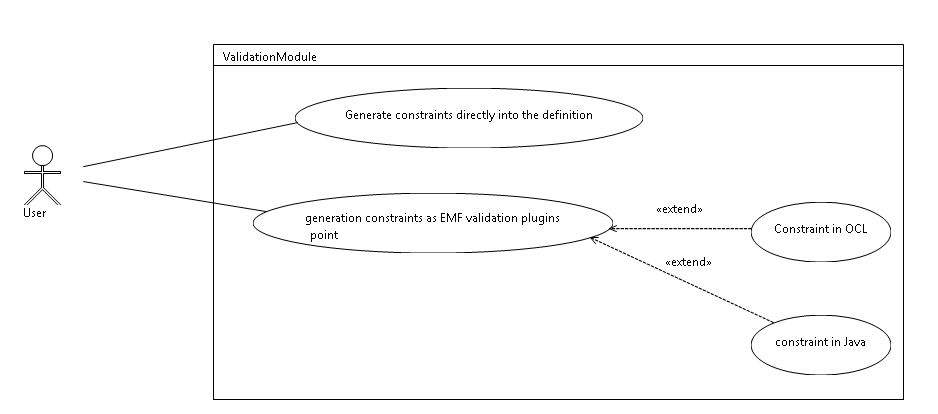 ValidationModule
Generate constraints directly into the definition
User
generation constraints as EMF validation plugins
point
«extend»
Constraint in OCL
«extend»
constraint in Java